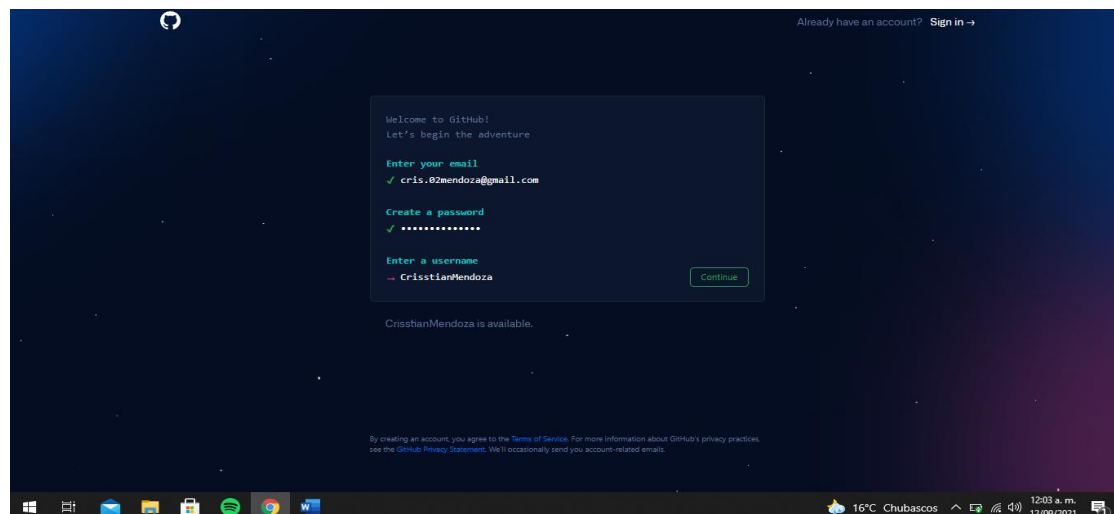 Already have an account? Sign in →
Welcome to GitHub!
Let's begin the adventure
Enter your email
✓ cris.02mendoza@gmail.com
Create a password
✓ ••••••••••••••
Enter a username
→ CrisstianMendoza
Continue
CrisstianMendoza is available.
By creating an account, you agree to the Terms of Service. For more information about GitHub's privacy practices,
see the GitHub Privacy Statement. We'll occasionally send you account-related emails.
16°C Chubascos
12:03 a. m.
12/09/2021